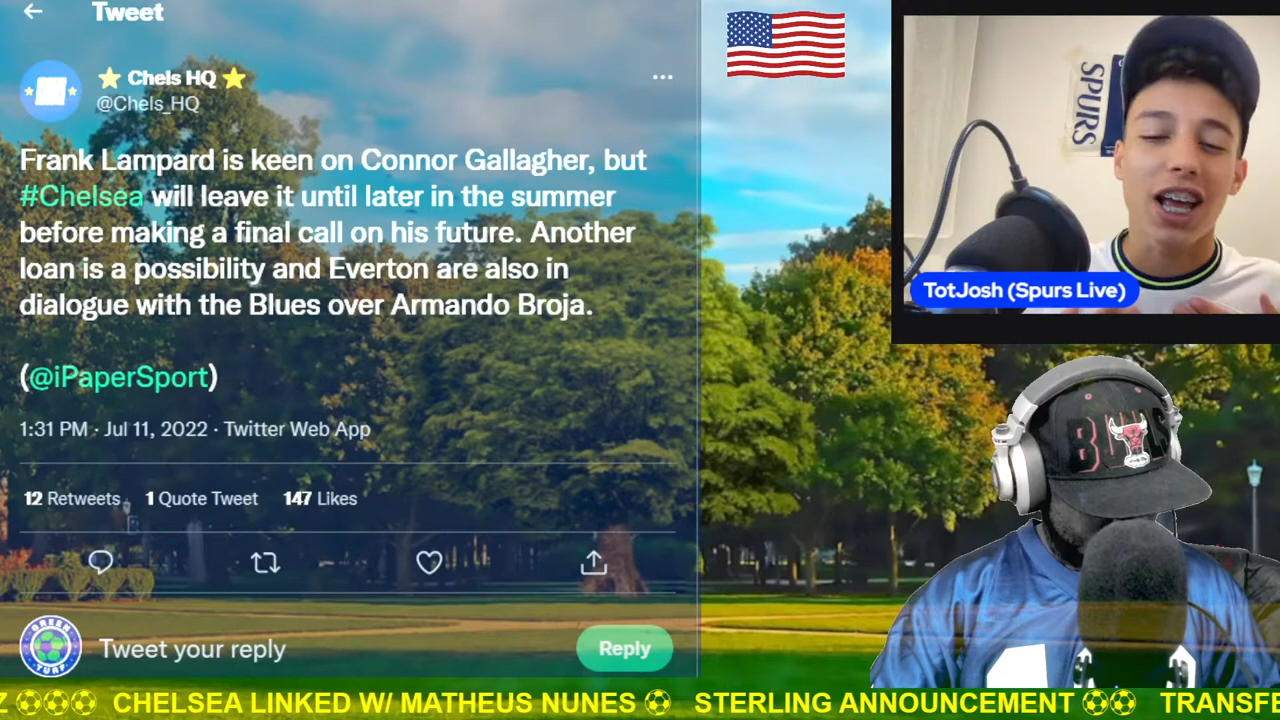 Tweet
⭐ Chels HQ ⭐
@Chels_HQ
Frank Lampard is keen on Connor Gallagher, but
#Chelsea will leave it until later in the summer
before making a final call on his future. Another
loan is a possibility and Everton are also in
dialogue with the Blues over Armando Broja.
(@iPaperSport)
1:31 PM · Jul 11, 2022 · Twitter Web App
12 Retweets 1 Quote Tweet 147 Likes
GREEN TURF
Tweet your reply
Reply
SPURS
TotJosh (Spurs Live)
BULLS
Z ⚽⚽⚽ CHELSEA LINKED W/ MATHEUS NUNES ⚽ STERLING ANNOUNCEMENT ⚽⚽ TRANSFE